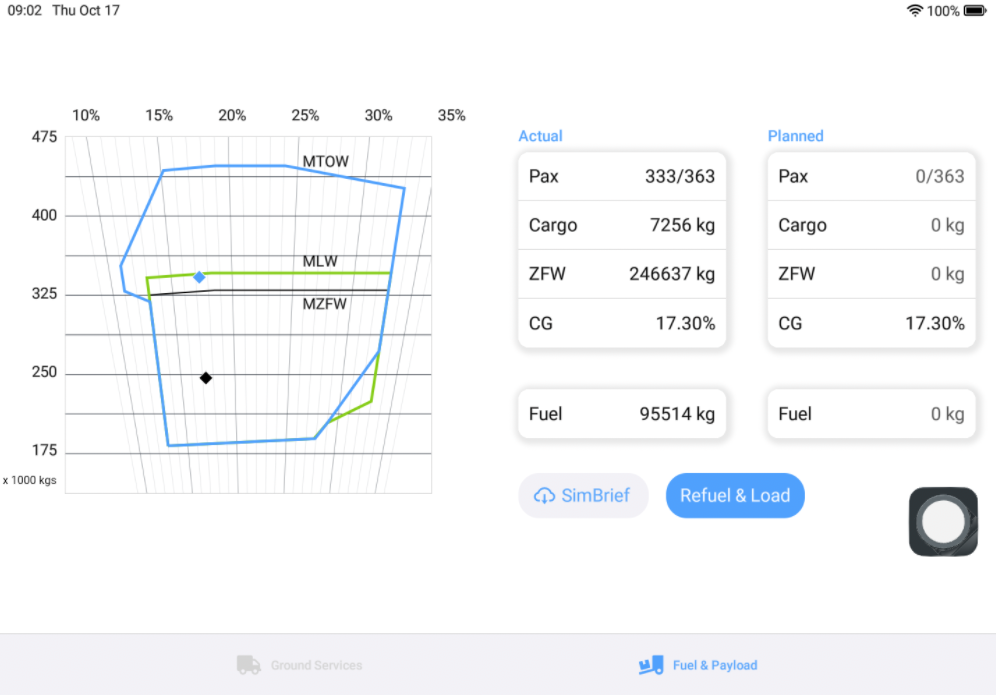 09:02 Thu Oct 17
100%
10% 15% 20% 25% 30% 35%
475
400
325
250
175
x 1000 kgs
MTOW
MLW
MZFW
Actual
Pax 333/363
Cargo 7256 kg
ZFW 246637 kg
CG 17.30%
Fuel 95514 kg
Planned
Pax 0/363
Cargo 0 kg
ZFW 0 kg
CG 17.30%
Fuel 0 kg
SimBrief
Refuel & Load
Ground Services
Fuel & Payload